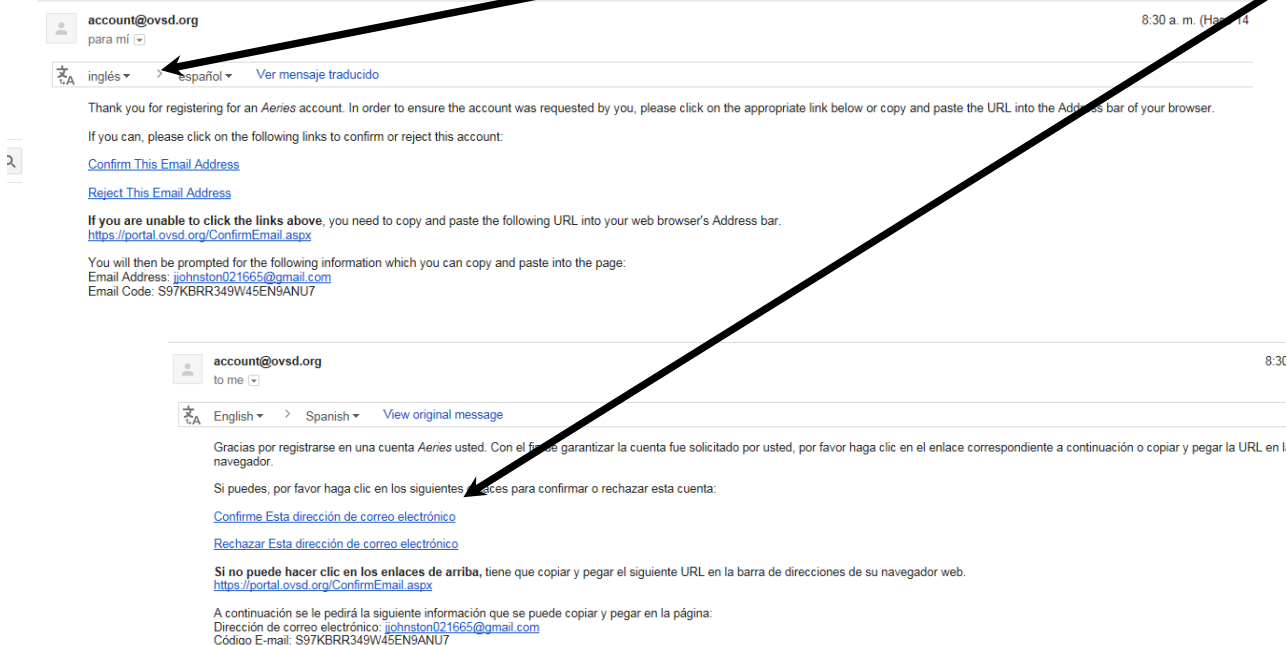 account@ovsd.org
8:30 a. m. (Hace 14
para mí
inglés > español Ver mensaje traducido
Thank you for registering for an Aeries account. In order to ensure the account was requested by you, please click on the appropriate link below or copy and paste the URL into the Address bar of your browser.
If you can, please click on the following links to confirm or reject this account:
Confirm This Email Address
Reject This Email Address
If you are unable to click the links above, you need to copy and paste the following URL into your web browser's Address bar.
https://portal.ovsd.org/ConfirmEmail.aspx
You will then be prompted for the following information which you can copy and paste into the page:
Email Address: jjohnston021665@gmail.com
Email Code: S97KBRR349W45EN9ANU7
account@ovsd.org
8:30
to me
English > Spanish View original message
Gracias por registrarse en una cuenta Aeries usted. Con el fin de garantizar la cuenta fue solicitado por usted, por favor haga clic en el enlace correspondiente a continuación o copiar y pegar la URL en la
navegador.
Si puedes, por favor haga clic en los siguientes enlaces para confirmar o rechazar esta cuenta:
Confirme Esta dirección de correo electrónico
Rechazar Esta dirección de correo electrónico
Si no puede hacer clic en los enlaces de arriba, tiene que copiar y pegar el siguiente URL en la barra de direcciones de su navegador web.
https://portal.ovsd.org/ConfirmEmail.aspx
A continuación se le pedirá la siguiente información que se puede copiar y pegar en la página:
Dirección de correo electrónico: jjohnston021665@gmail.com
Código E-mail: S97KBRR349W45EN9ANU7